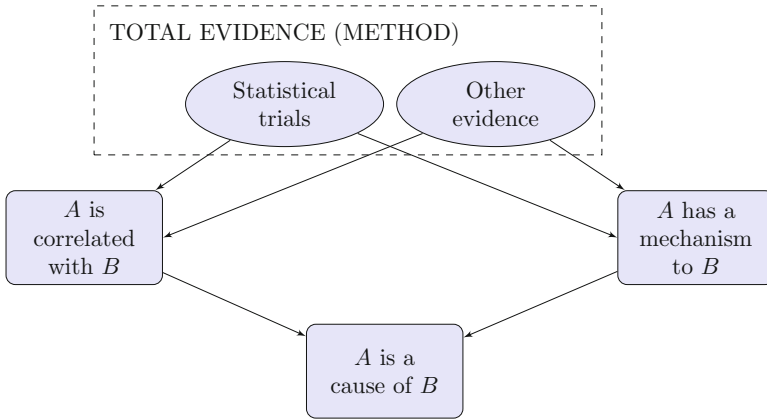 TOTAL EVIDENCE (METHOD)
Statistical
trials
Other
evidence
A is
correlated
with B
A has a
mechanism
to B
A is a
cause of B